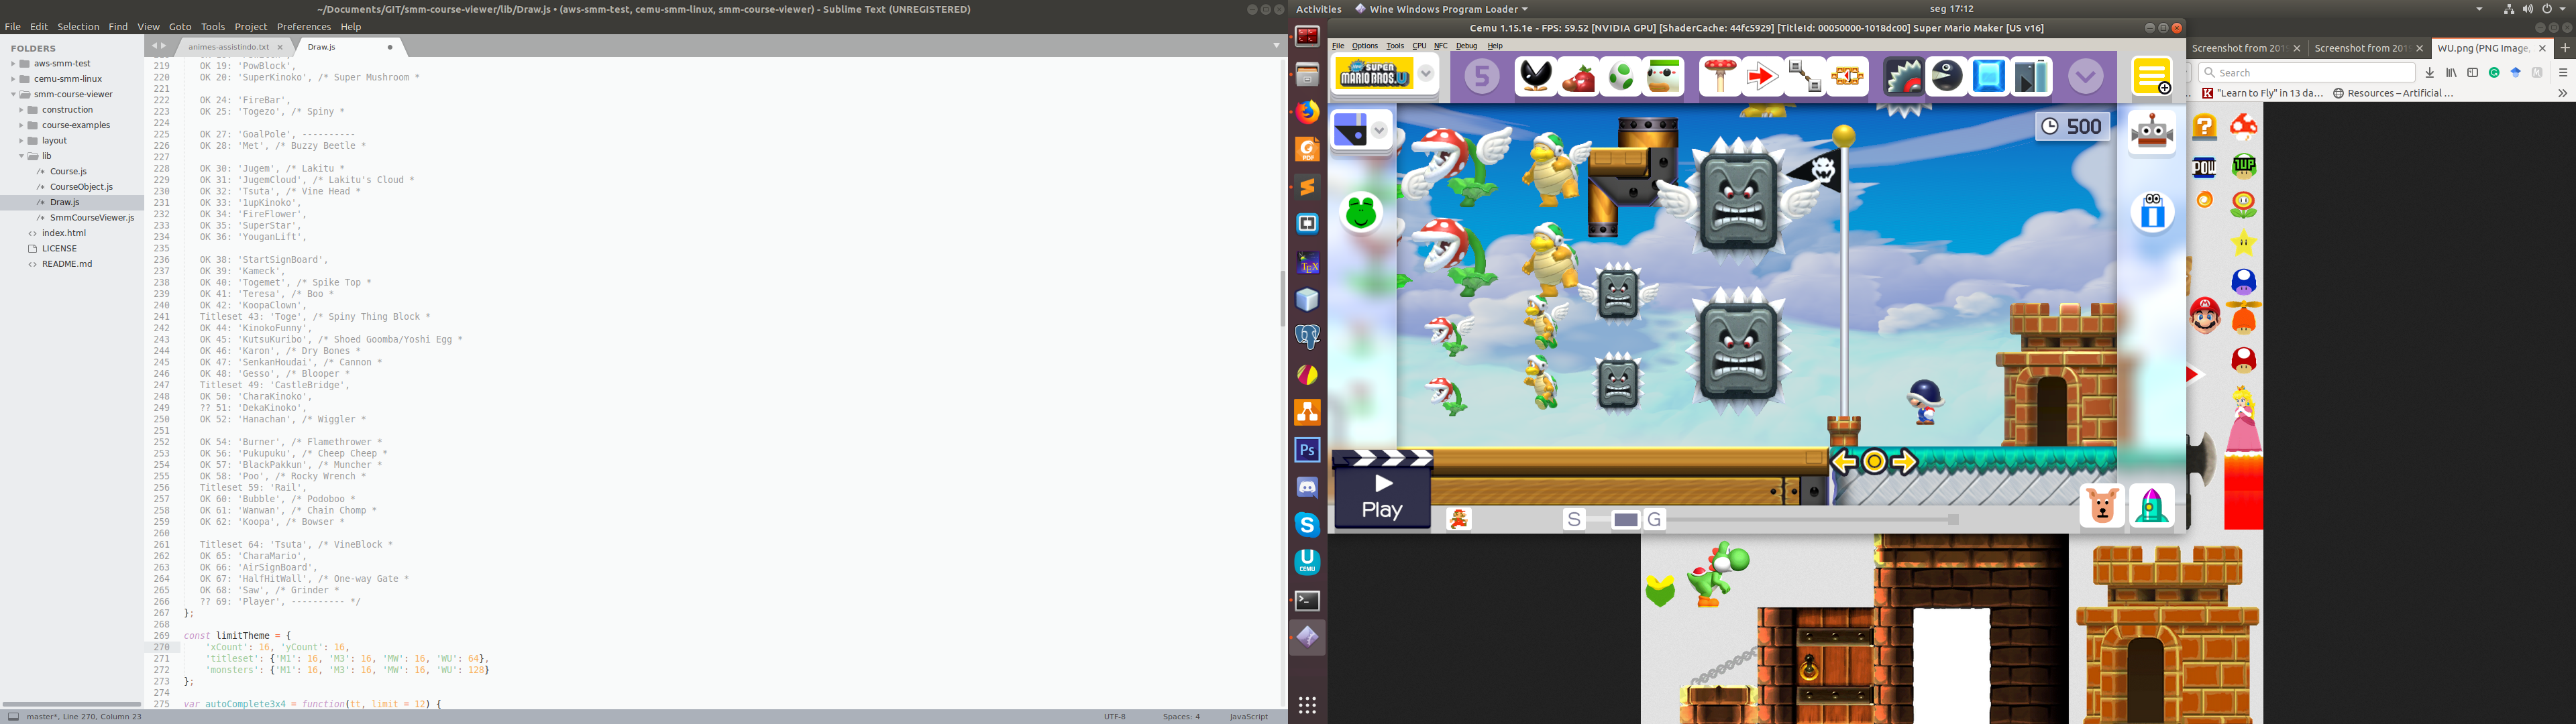 ~/Documents/GIT/smm-course-viewer/lib/Draw.js • (aws-smm-test, cemu-smm-linux, smm-course-viewer) - Sublime Text (UNREGISTERED)
File Edit Selection Find View Goto Tools Project Preferences Help
FOLDERS
aws-smm-test
cemu-smm-linux
smm-course-viewer
construction
course-examples
layout
lib
/* Course.js
/* CourseObject.js
/* Draw.js
/* SmmCourseViewer.js
<> index.html
LICENSE
<> README.md
animes-assistindo.txt ×
Draw.js •
219 OK 19: 'PowBlock',
220 OK 20: 'SuperKinoko', /* Super Mushroom *
221
222 OK 24: 'FireBar',
223 OK 25: 'Togezo', /* Spiny *
224
225 OK 27: 'GoalPole', ----------
226 OK 28: 'Met', /* Buzzy Beetle *
227
228 OK 30: 'Jugem', /* Lakitu *
229 OK 31: 'JugemCloud', /* Lakitu's Cloud *
230 OK 32: 'Tsuta', /* Vine Head *
231 OK 33: '1upKinoko',
232 OK 34: 'FireFlower',
233 OK 35: 'SuperStar',
234 OK 36: 'YouganLift',
235
236 OK 38: 'StartSignBoard',
237 OK 39: 'Kameck',
238 OK 40: 'Togemet', /* Spike Top *
239 OK 41: 'Teresa', /* Boo *
240 OK 42: 'KoopaClown',
241 Titleset 43: 'Toge', /* Spiny Thing Block *
242 OK 44: 'KinokoFunny',
243 OK 45: 'KutsuKuribo', /* Shoed Goomba/Yoshi Egg *
244 OK 46: 'Karon', /* Dry Bones *
245 OK 47: 'SenkanHoudai', /* Cannon *
246 OK 48: 'Gesso', /* Blooper *
247 Titleset 49: 'CastleBridge',
248 OK 50: 'CharaKinoko',
249 ?? 51: 'DekaKinoko',
250 OK 52: 'Hanachan', /* Wiggler *
251
252 OK 54: 'Burner', /* Flamethrower *
253 OK 56: 'Pukupuku', /* Cheep Cheep *
254 OK 57: 'BlackPakkun', /* Muncher *
255 OK 58: 'Poo', /* Rocky Wrench *
256 Titleset 59: 'Rail',
257 OK 60: 'Bubble', /* Podoboo *
258 OK 61: 'Wanwan', /* Chain Chomp *
259 OK 62: 'Koopa', /* Bowser *
260
261 Titleset 64: 'Tsuta', /* VineBlock *
262 OK 65: 'CharaMario',
263 OK 66: 'AirSignBoard',
264 OK 67: 'HalfHitWall', /* One-way Gate *
265 OK 68: 'Saw', /* Grinder *
266 ?? 69: 'Player', ---------- */
267 };
268
269 const limitTheme = {
270 'xCount': 16, 'yCount': 16,
271 'titleset': {'M1': 16, 'M3': 16, 'MW': 16, 'WU': 64},
272 'monsters': {'M1': 16, 'M3': 16, 'MW': 16, 'WU': 128}
273 };
274
275 var autoComplete3x4 = function(tt, limit = 12) {
master*, Line 270, Column 23
UTF-8 Spaces: 4 JavaScript
Activities Wine Windows Program Loader
seg 17:12
Cemu 1.15.1e - FPS: 59.52 [NVIDIA GPU] [ShaderCache: 44fc5929] [TitleId: 00050000-1018dc00] Super Mario Maker [US v16]
File Options Tools CPU NFC Debug Help
NEW SUPER
MARIO BROS. U
5
500
Play
S
G
PDF
TEX
Ps
S
U
CEMU
Screenshot from 201 ×
Screenshot from 201 ×
WU.png (PNG Image, ×
Search
"Learn to Fly" in 13 da…
Resources – Artificial …
POW
1UP